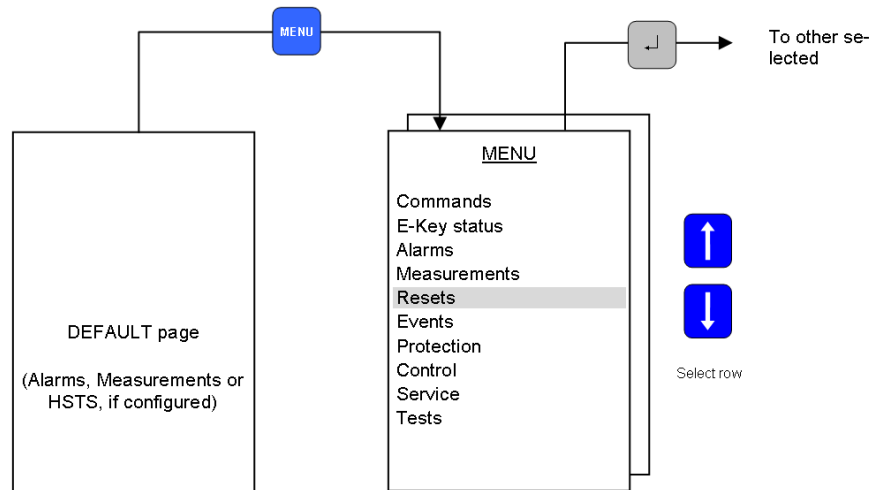 MENU
To other se-
lected
MENU
Commands
E-Key status
Alarms
Measurements
Resets
Events
Protection
Control
Service
Tests
DEFAULT page
(Alarms, Measurements or
HSTS, if configured)
Select row